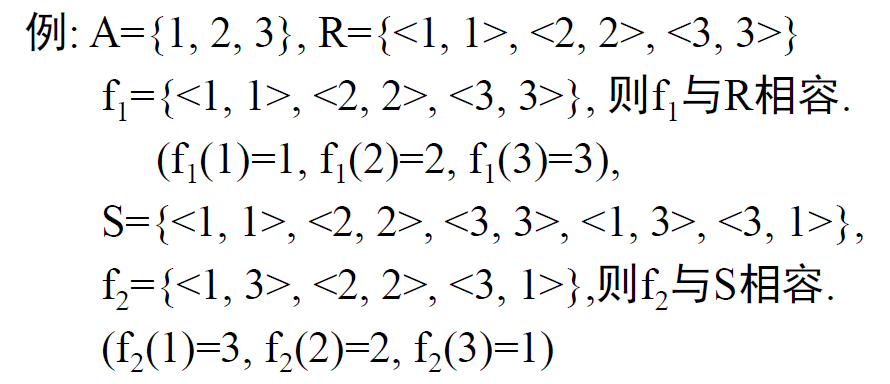 例: A={1, 2, 3}, R={<1, 1>, <2, 2>, <3, 3>}
f₁={<1, 1>, <2, 2>, <3, 3>}, 则f₁与R相容.
(f₁(1)=1, f₁(2)=2, f₁(3)=3),
S={<1, 1>, <2, 2>, <3, 3>, <1, 3>, <3, 1>},
f₂={<1, 3>, <2, 2>, <3, 1>},则f₂与S相容.
(f₂(1)=3, f₂(2)=2, f₂(3)=1)